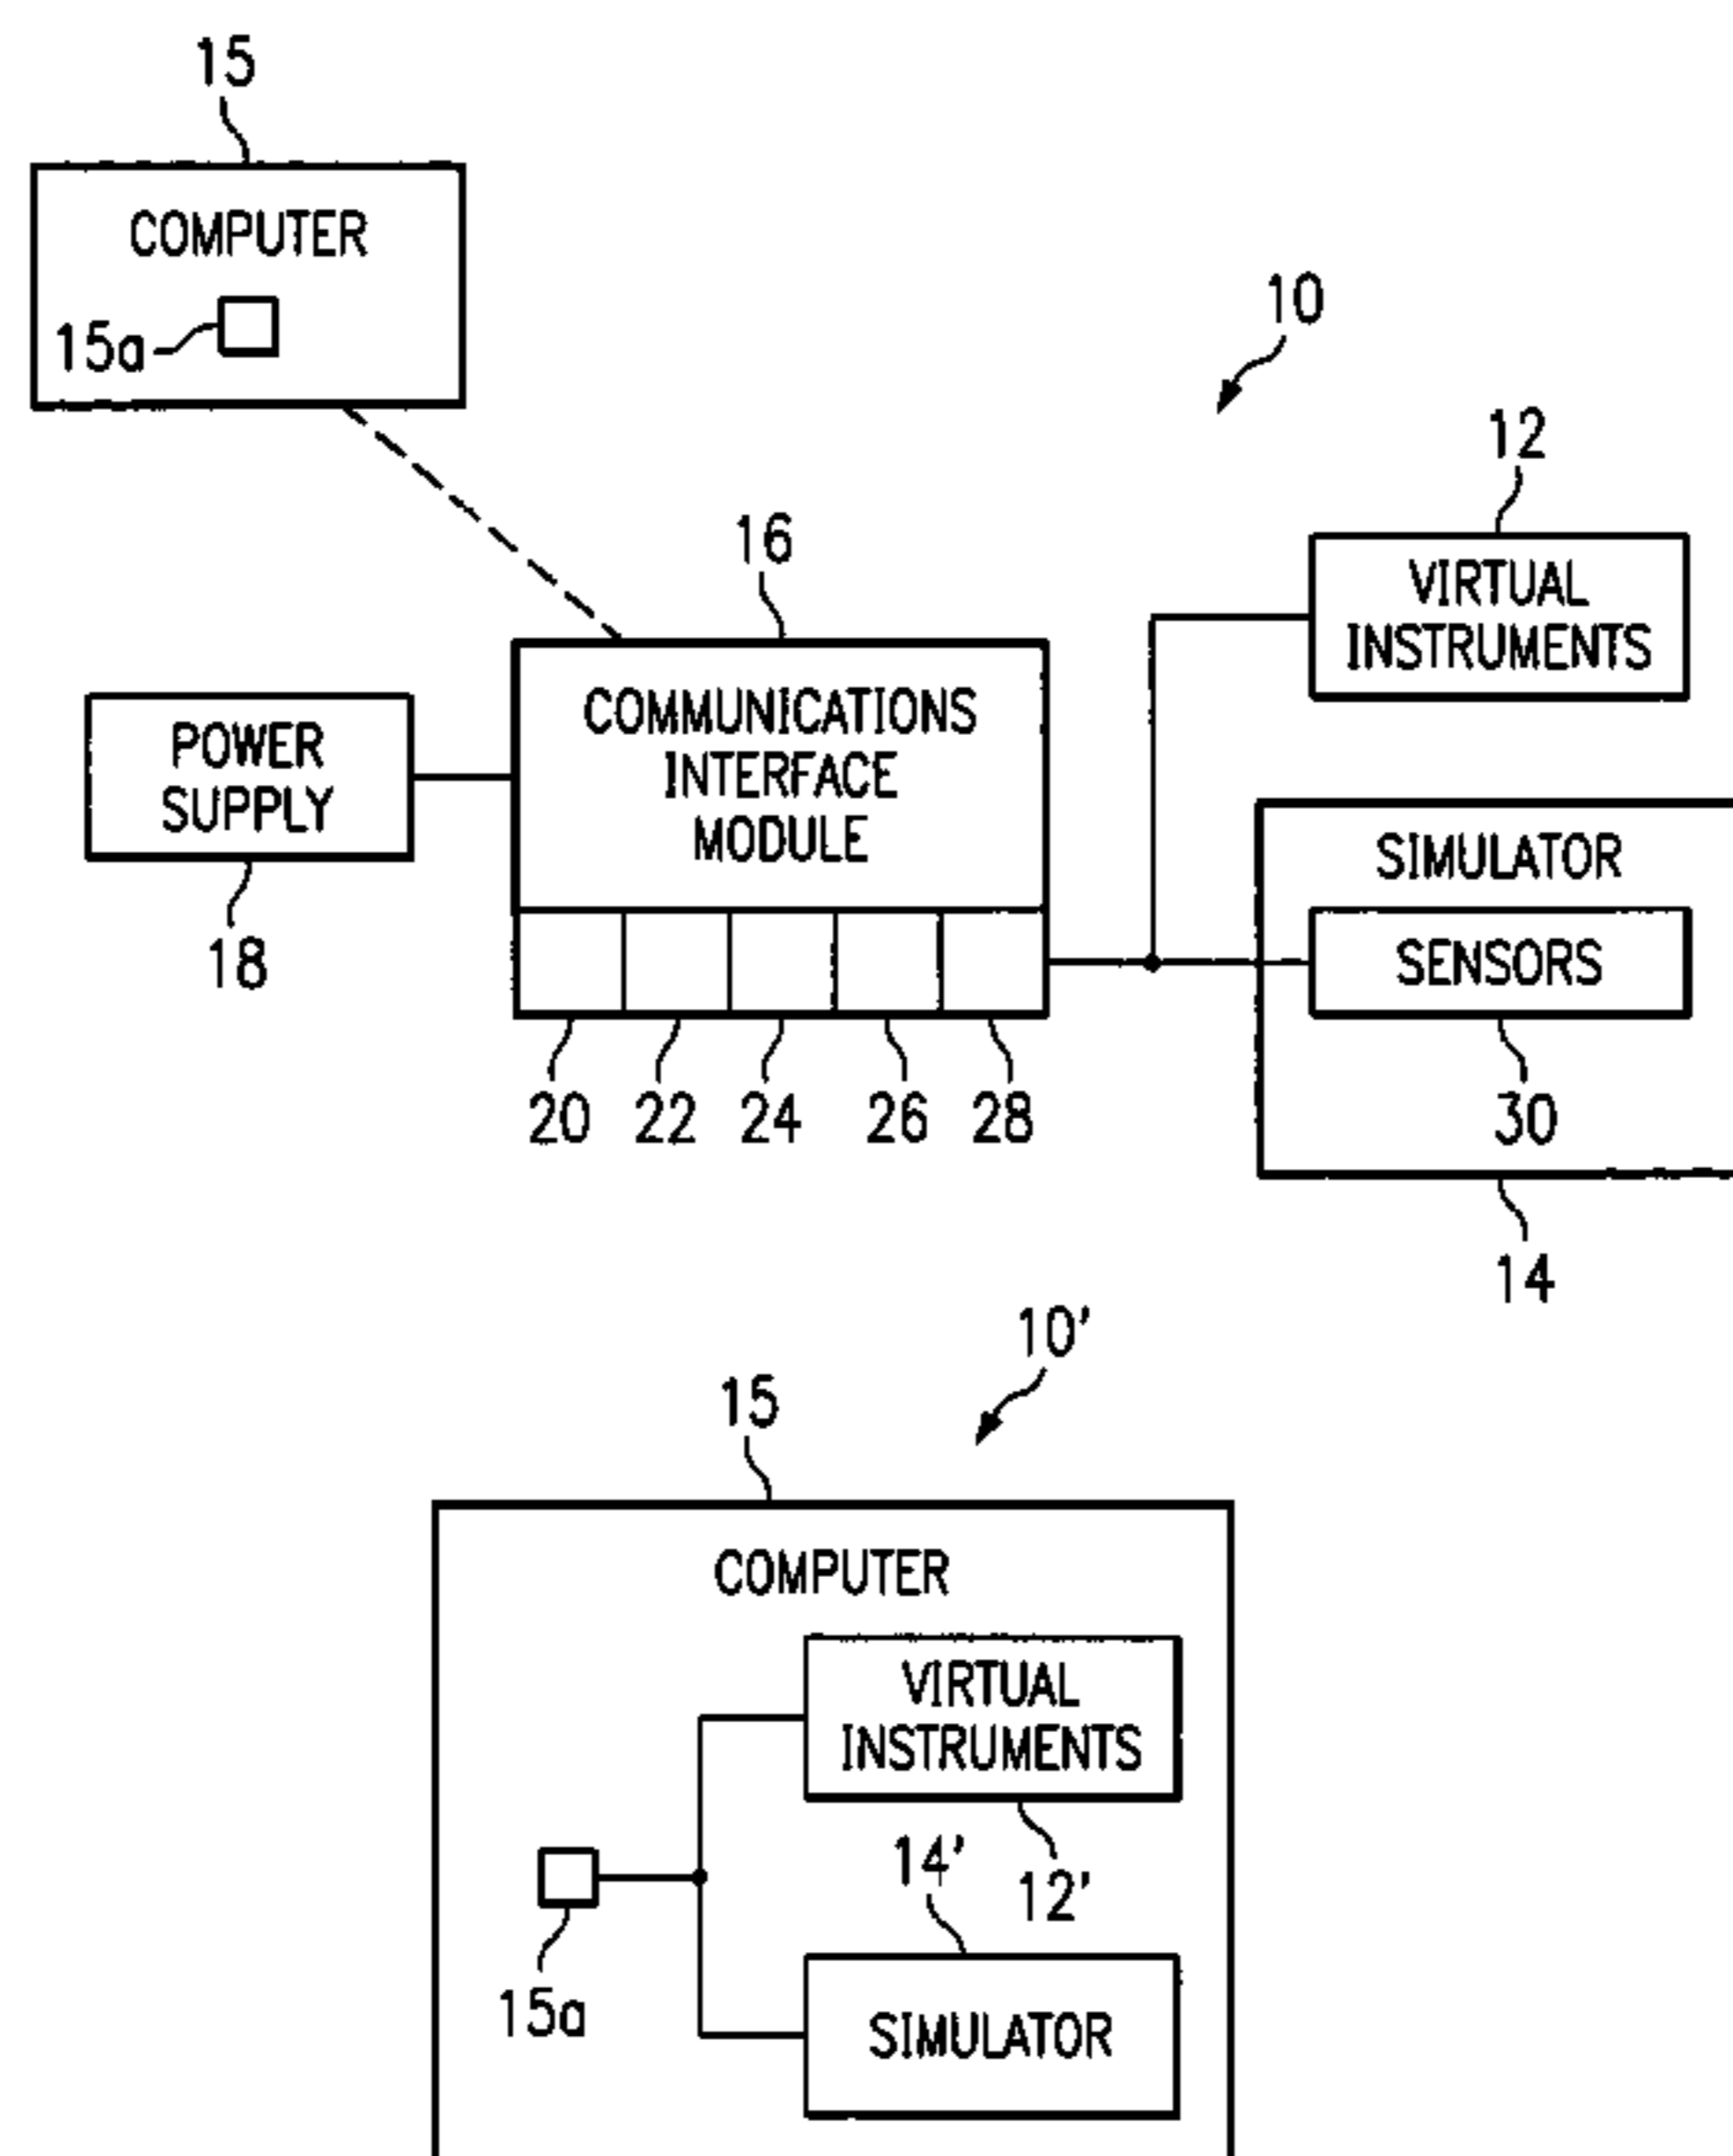 15
COMPUTER
15a
10
12
VIRTUAL
INSTRUMENTS
16
COMMUNICATIONS
INTERFACE
MODULE
POWER
SUPPLY
18
SIMULATOR
SENSORS
20 22 24 26 28
30
14
10'
15
COMPUTER
VIRTUAL
INSTRUMENTS
14'
12'
15a
SIMULATOR